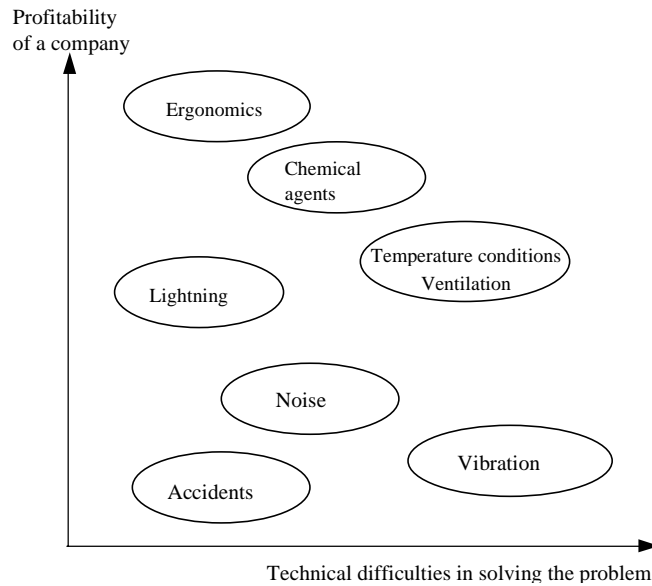 Profitability
of a company
Ergonomics
Chemical
agents
Temperature conditions
Ventilation
Lightning
Noise
Vibration
Accidents
Technical difficulties in solving the problem